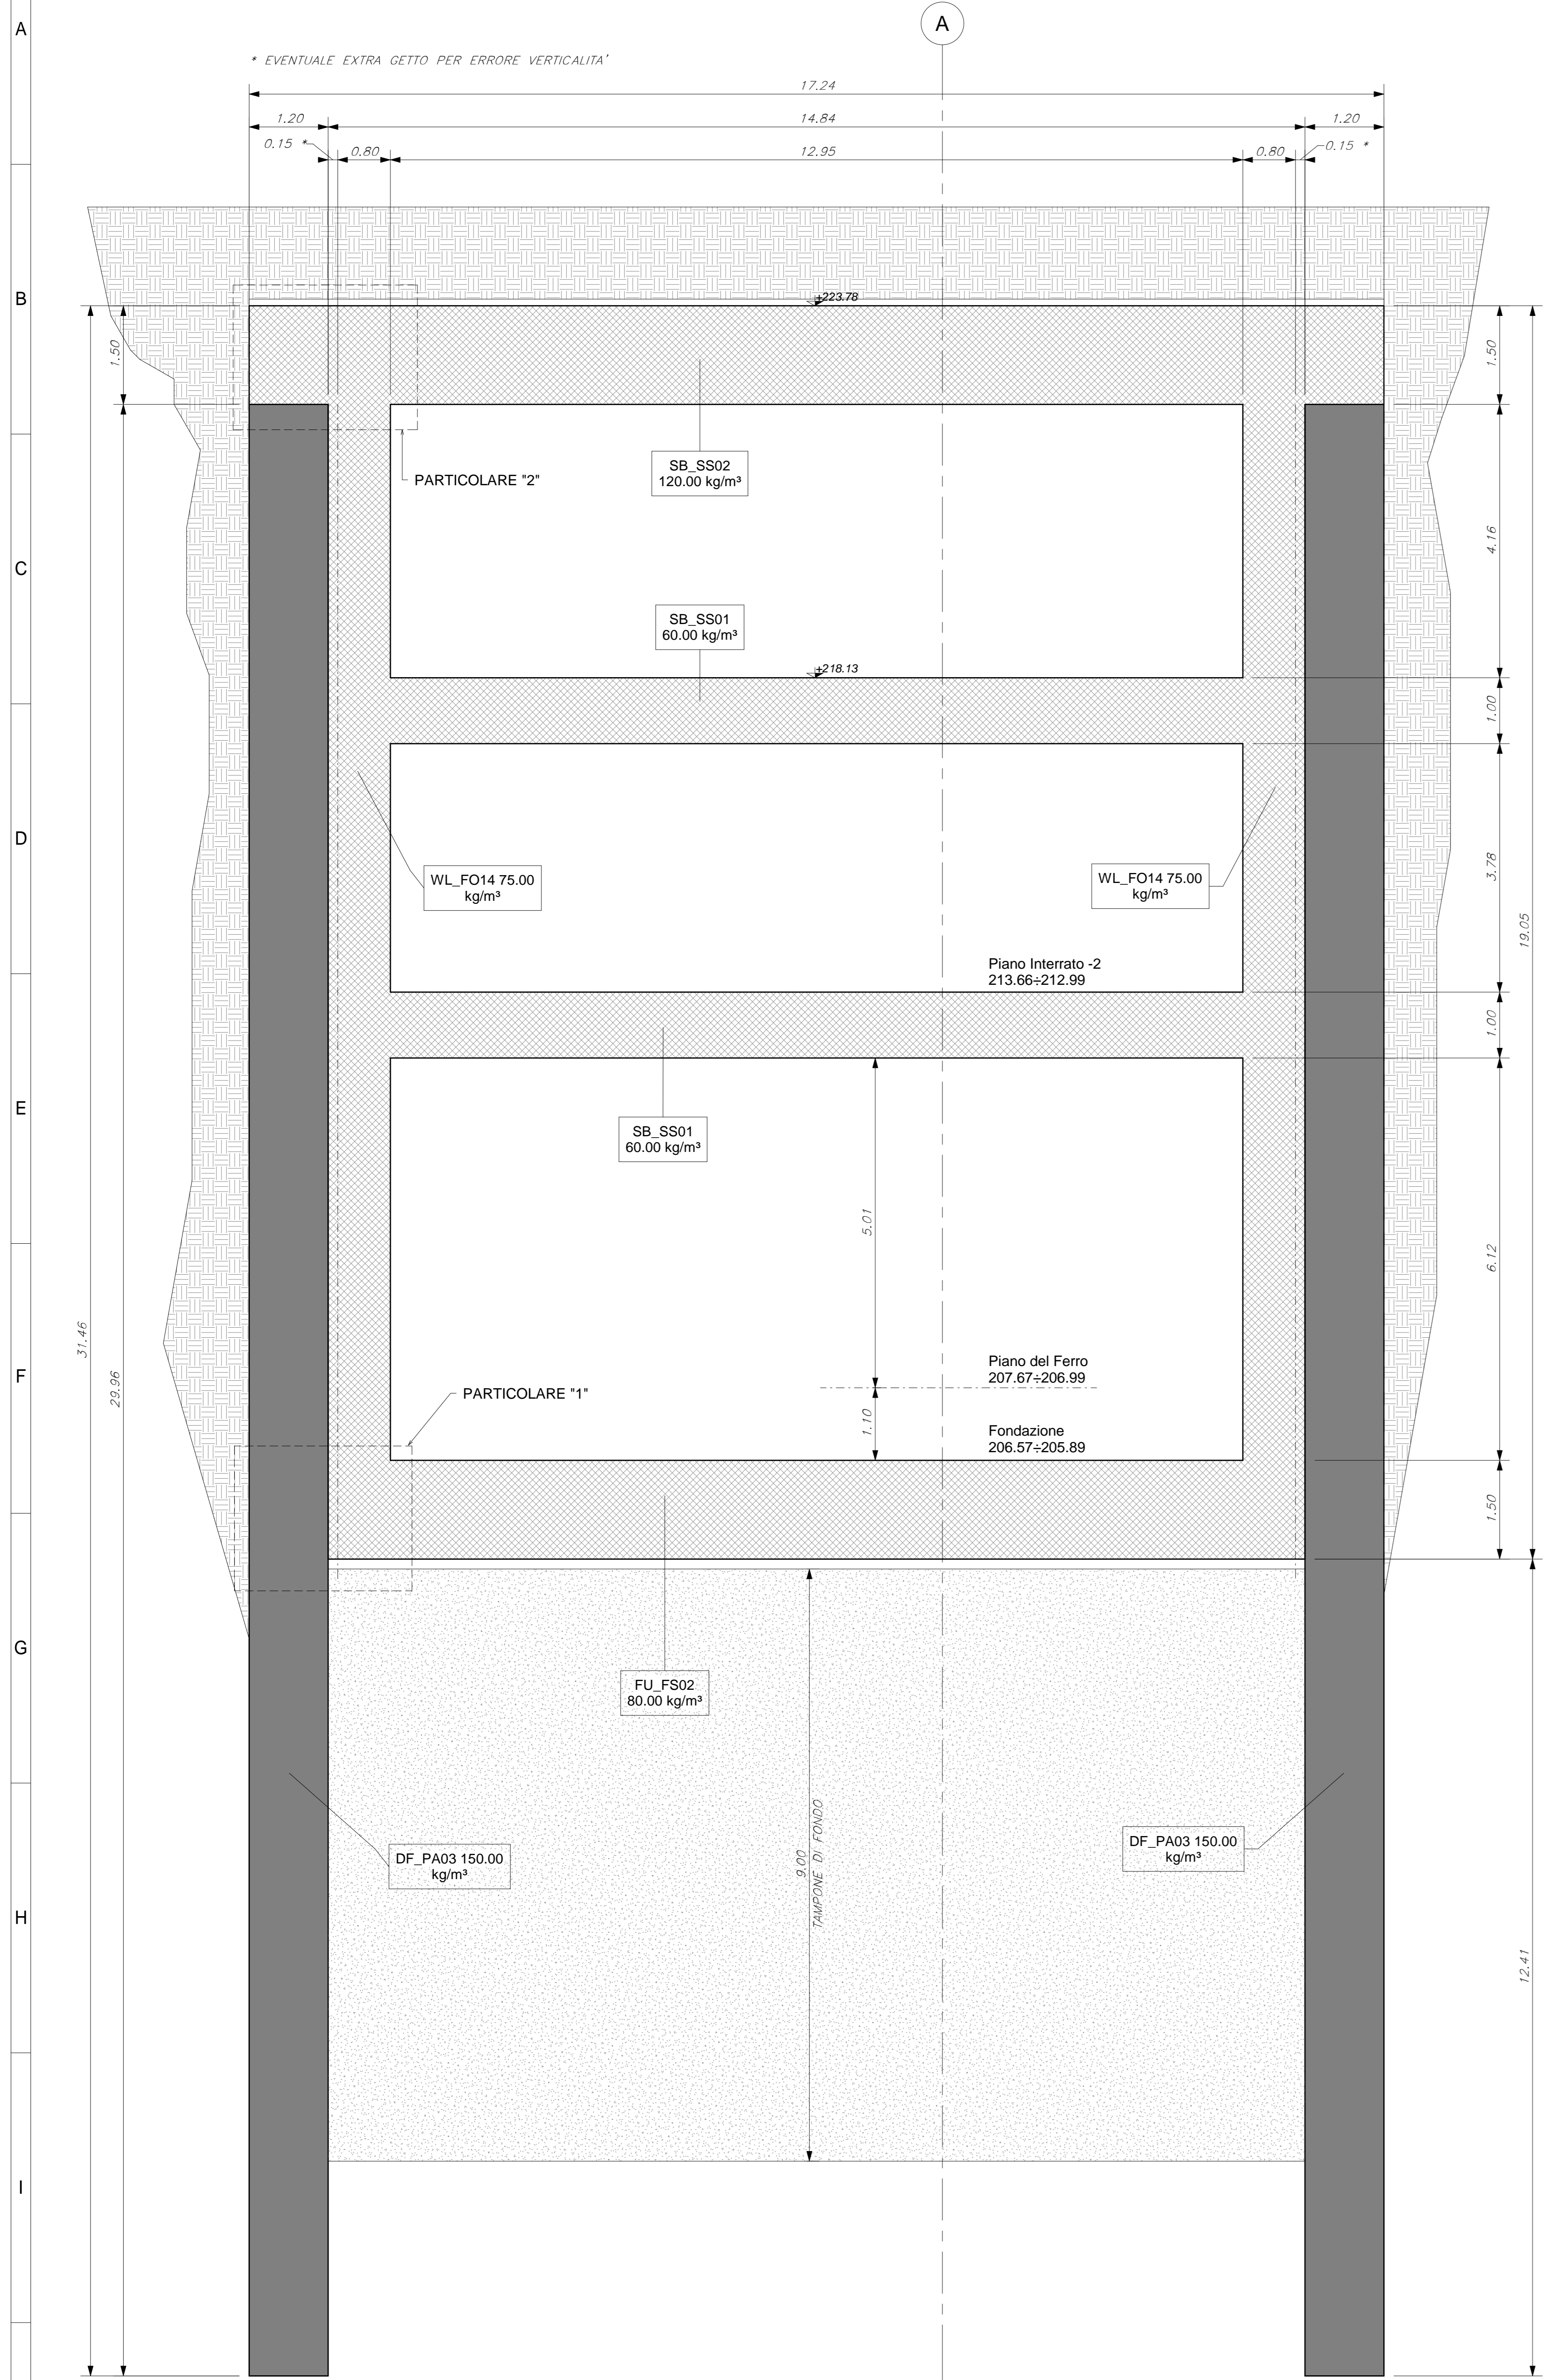 A
A
* EVENTUALE EXTRA GETTO PER ERRORE VERTICALITA'
17.24
1.20
14.84
1.20
0.15 *
0.80
12.95
0.80
0.15 *
B
+223.78
1.50
1.50
PARTICOLARE "2"
SB_SS02
120.00 kg/m³
C
4.16
SB_SS01
60.00 kg/m³
+218.13
1.00
D
WL_FO14 75.00
kg/m³
WL_FO14 75.00
kg/m³
3.78
19.05
Piano Interrato -2
213.66÷212.99
1.00
E
SB_SS01
60.00 kg/m³
5.01
6.12
31.46
29.96
F
Piano del Ferro
207.67÷206.99
PARTICOLARE "1"
1.10
Fondazione
206.57÷205.89
1.50
G
FU_FS02
80.00 kg/m³
DF_PA03 150.00
kg/m³
9.00
TAMPONE DI FONDO
DF_PA03 150.00
kg/m³
H
12.41
I